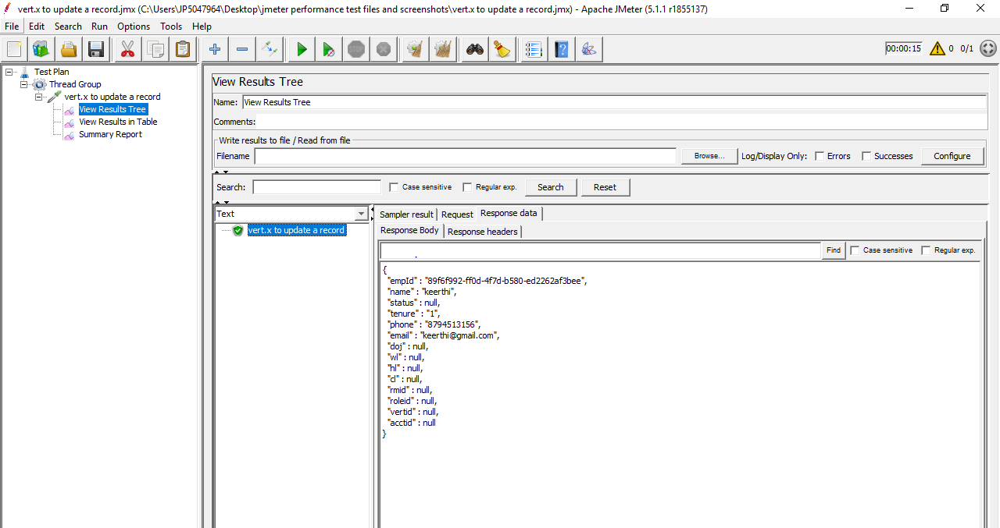 vert.x to update a record.jmx (C:\Users\JP5047964\Desktop\jmeter performance test files and screenshots\vert.x to update a record.jmx) - Apache JMeter (5.1.1 r1855137)
File Edit Search Run Options Tools Help
STOP 00:00:15 0 0/1
Test Plan
Thread Group
vert.x to update a record
View Results Tree
View Results in Table
Summary Report
View Results Tree
Name: View Results Tree
Comments:
Write results to file / Read from file
Filename Browse... Log/Display Only: Errors Successes Configure
Search: Case sensitive Regular exp. Search Reset
Text
vert.x to update a record
Sampler result Request Response data
Response Body Response headers
Find Case sensitive Regular exp.
{
"empId" : "89f6f992-ff0d-4f7d-b580-ed2262af3bee",
"name" : "keerthi",
"status" : null,
"tenure" : "1",
"phone" : "8794513156",
"email" : "keerthi@gmail.com",
"doj" : null,
"wl" : null,
"hl" : null,
"cl" : null,
"rmid" : null,
"roleid" : null,
"vertid" : null,
"acctid" : null
}